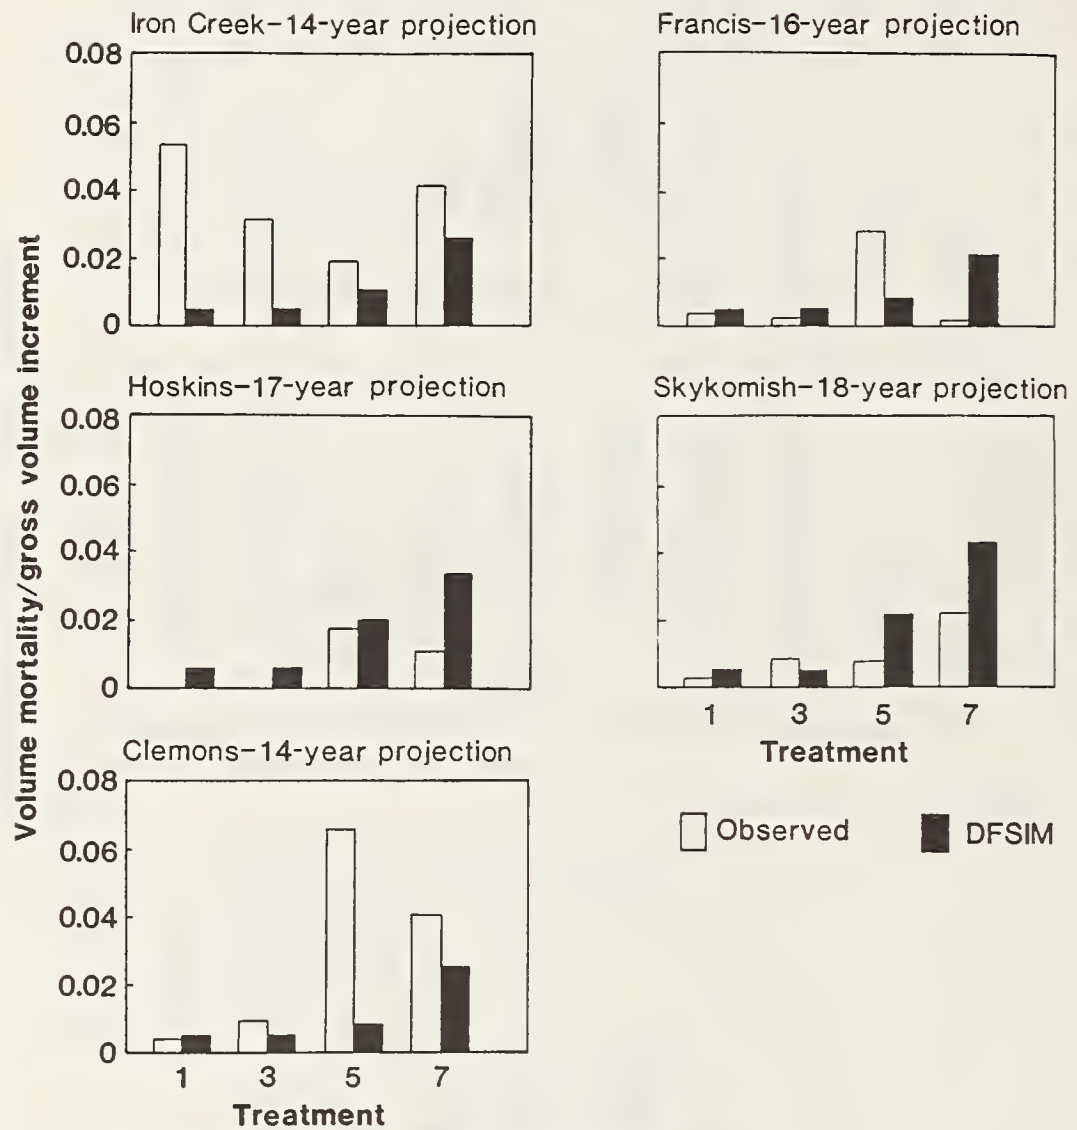 Iron Creek–14-year projection
0.08
0.06
0.04
0.02
0
Francis–16-year projection
Volume mortality/gross volume increment
Hoskins–17-year projection
0.08
0.06
0.04
0.02
0
Skykomish–18-year projection
1 3 5 7
Treatment
Clemons–14-year projection
0.08
0.06
0.04
0.02
0
1 3 5 7
Treatment
Observed
DFSIM